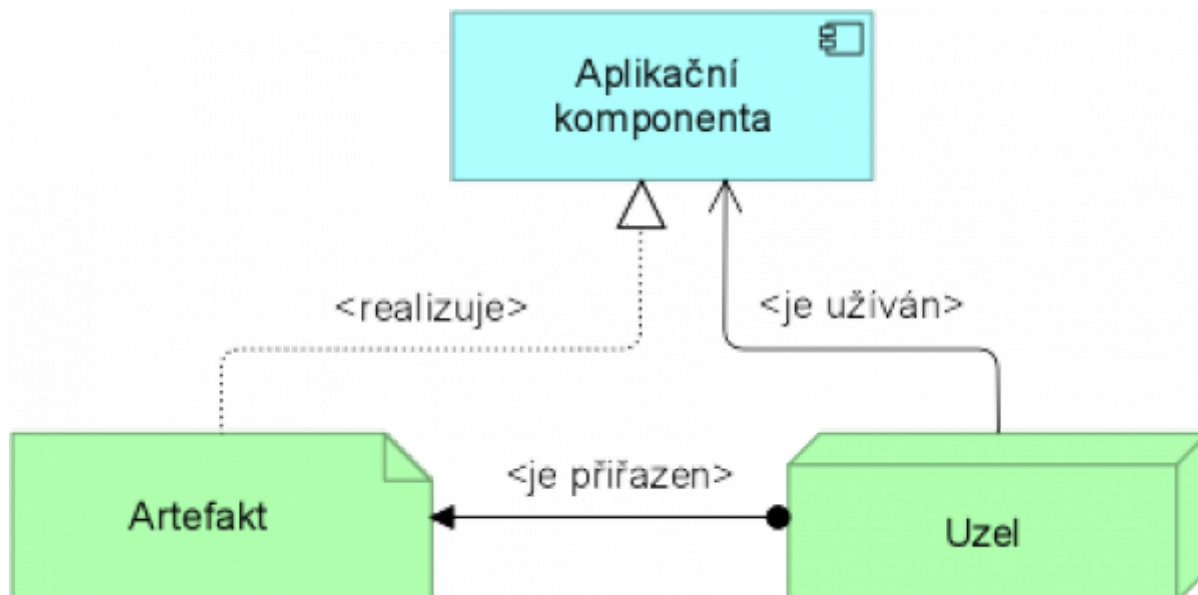 Aplikační
komponenta
<realizuje>
<je užíván>
<je přiřazen>
Artefakt
Uzel